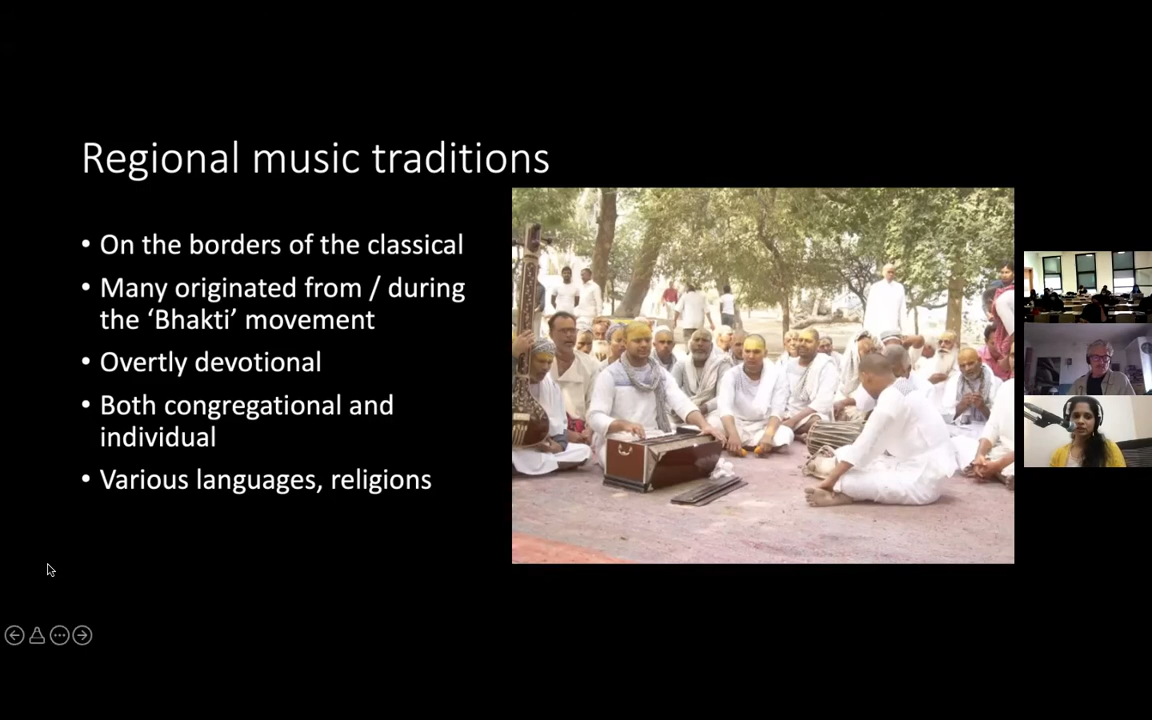 Regional music traditions
• On the borders of the classical
• Many originated from / during
the ‘Bhakti’ movement
• Overtly devotional
• Both congregational and
individual
• Various languages, religions